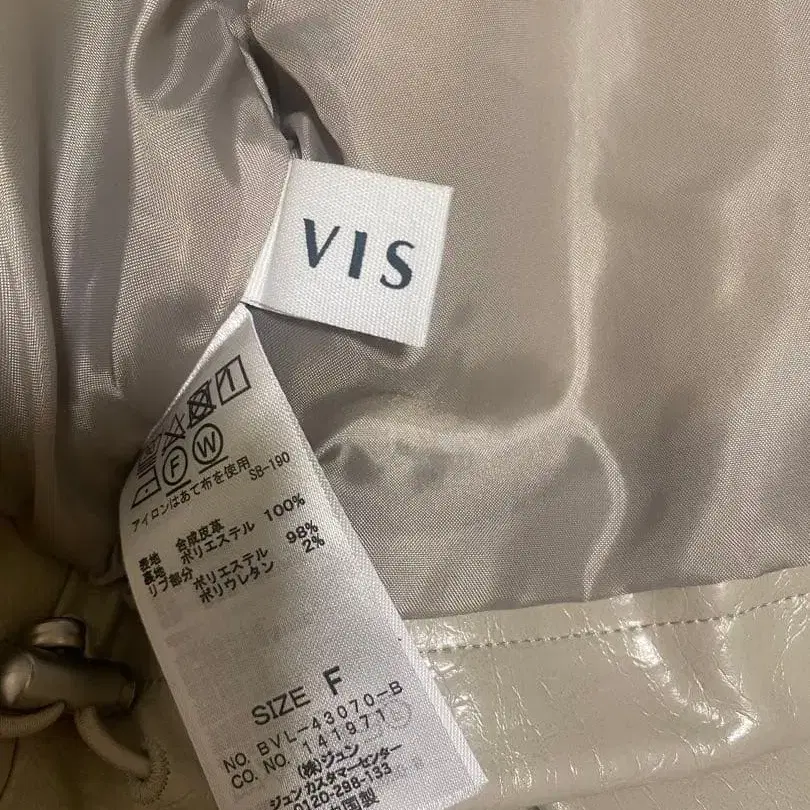 VIS
F W
アイロンはあて布を使用 SB-190
表地 合成皮革
裏地 ポリエステル 100%
リブ部分 ポリエステル 98%
ポリウレタン 2%
SIZE F
NO. BVL-43070-B
CO. NO. 141971
(株)ジュン
ジュン カスタマーセンター
0120-298-133
国製